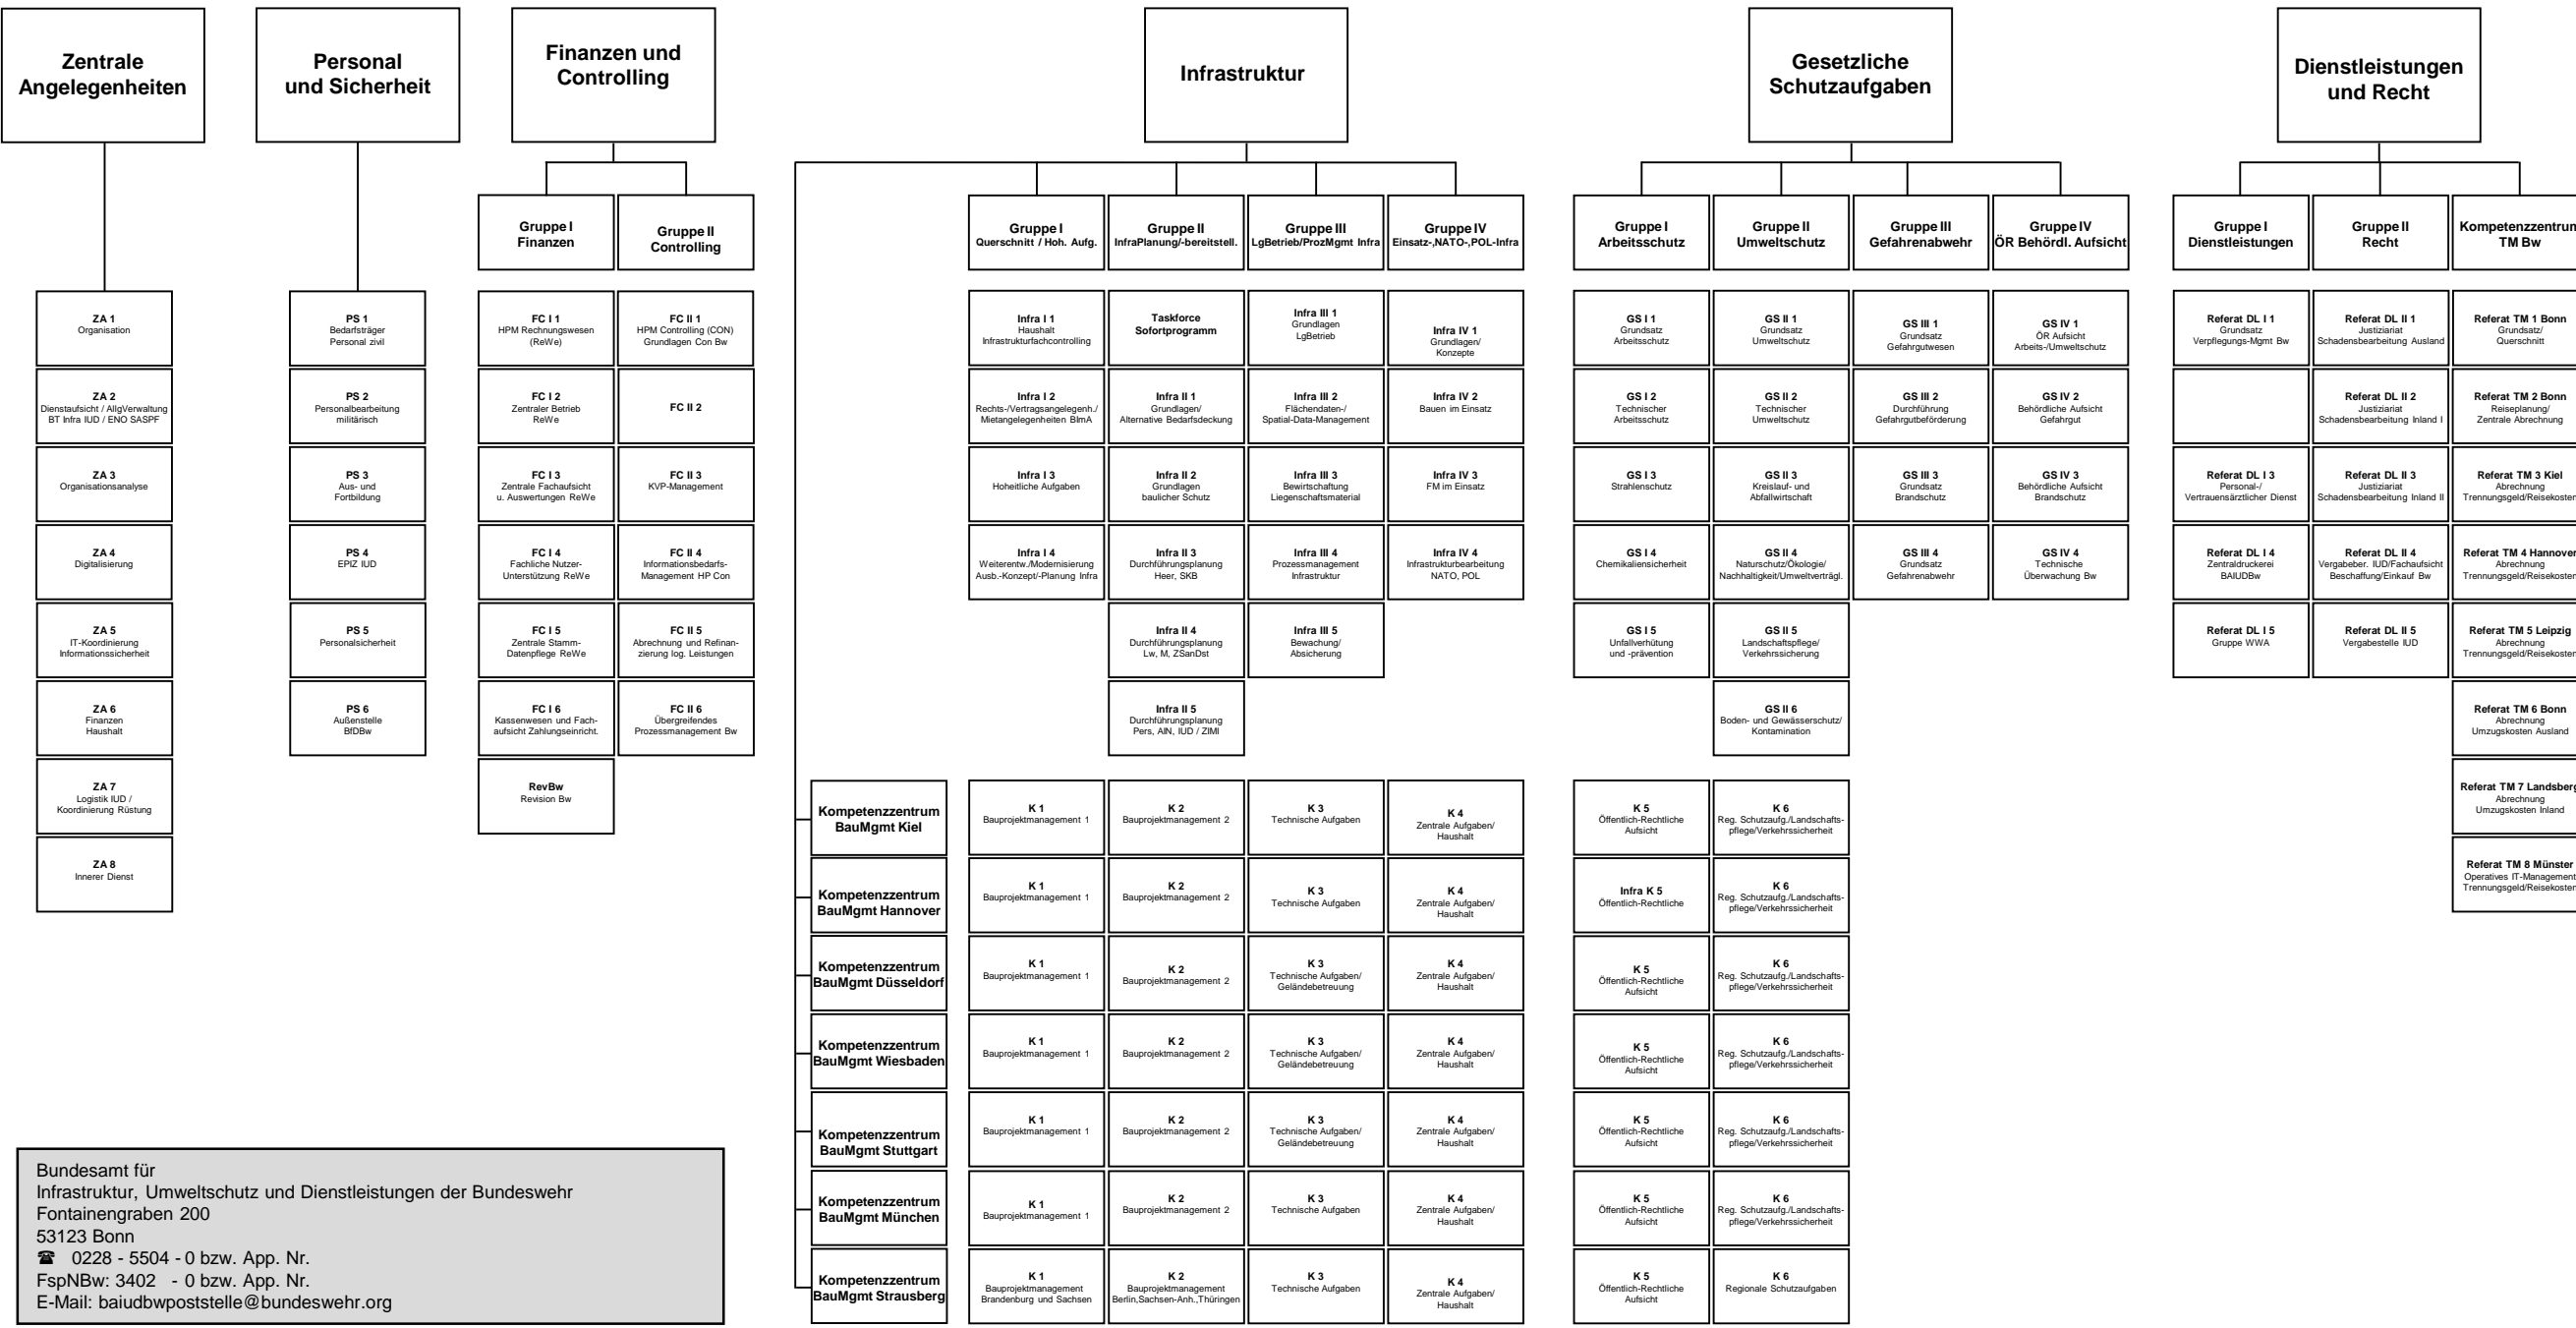 Zentrale
Angelegenheiten
Personal
und Sicherheit
Finanzen und
Controlling
Infrastruktur
Gesetzliche
Schutzaufgaben
Dienstleistungen
und Recht
Gruppe I
Finanzen
Gruppe II
Controlling
Gruppe I
Querschnitt / Hoh. Aufg.
Gruppe II
InfraPlanung/-bereitstell.
Gruppe III
LgBetrieb/ProzMgmt Infra
Gruppe IV
Einsatz-,NATO-,POL-Infra
Gruppe I
Arbeitsschutz
Gruppe II
Umweltschutz
Gruppe III
Gefahrenabwehr
Gruppe IV
ÖR Behördl. Aufsicht
Gruppe I
Dienstleistungen
Gruppe II
Recht
Kompetenzzentrum
TM Bw
ZA 1
Organisation
ZA 2
Dienstaufsicht / AllgVerwaltung
BT Infra IUD / ENO SASPF
ZA 3
Organisationsanalyse
ZA 4
Digitalisierung
ZA 5
IT-Koordinierung
Informationssicherheit
ZA 6
Finanzen
Haushalt
ZA 7
Logistik IUD /
Koordinierung Rüstung
ZA 8
Innerer Dienst
PS 1
Bedarfsträger
Personal zivil
PS 2
Personalbearbeitung
militärisch
PS 3
Aus- und
Fortbildung
PS 4
EPIZ IUD
PS 5
Personalsicherheit
PS 6
Außenstelle
BfDBw
FC I 1
HPM Rechnungswesen
(ReWe)
FC I 2
Zentraler Betrieb
ReWe
FC I 3
Zentrale Fachaufsicht
u. Auswertungen ReWe
FC I 4
Fachliche Nutzer-
Unterstützung ReWe
FC I 5
Zentrale Stamm-
Datenpflege ReWe
FC I 6
Kassenwesen und Fach-
aufsicht Zahlungseinricht.
RevBw
Revision Bw
FC II 1
HPM Controlling (CON)
Grundlagen Con Bw
FC II 2
FC II 3
KVP-Management
FC II 4
Informationsbedarfs-
Management HP Con
FC II 5
Abrechnung und Refinan-
zierung log. Leistungen
FC II 6
Übergreifendes
Prozessmanagement Bw
Infra I 1
Haushalt
Infrastrukturfachcontrolling
Infra I 2
Rechts-/Vertragsangelegenh./
Mietangelegenheiten BImA
Infra I 3
Hoheitliche Aufgaben
Infra I 4
Weiterentw./Modernisierung
Ausb.-Konzept/-Planung Infra
Taskforce
Sofortprogramm
Infra II 1
Grundlagen/
Alternative Bedarfsdeckung
Infra II 2
Grundlagen
baulicher Schutz
Infra II 3
Durchführungsplanung
Heer, SKB
Infra II 4
Durchführungsplanung
Lw, M, ZSanDst
Infra II 5
Durchführungsplanung
Pers, AIN, IUD / ZIMI
Infra III 1
Grundlagen
LgBetrieb
Infra III 2
Flächendaten-/
Spatial-Data-Management
Infra III 3
Bewirtschaftung
Liegenschaftsmaterial
Infra III 4
Prozessmanagement
Infrastruktur
Infra III 5
Bewachung/
Absicherung
Infra IV 1
Grundlagen/
Konzepte
Infra IV 2
Bauen im Einsatz
Infra IV 3
FM im Einsatz
Infra IV 4
Infrastrukturbearbeitung
NATO, POL
GS I 1
Grundsatz
Arbeitsschutz
GS I 2
Technischer
Arbeitsschutz
GS I 3
Strahlenschutz
GS I 4
Chemikaliensicherheit
GS I 5
Unfallverhütung
und -prävention
GS II 1
Grundsatz
Umweltschutz
GS II 2
Technischer
Umweltschutz
GS II 3
Kreislauf- und
Abfallwirtschaft
GS II 4
Naturschutz/Ökologie/
Nachhaltigkeit/Umweltverträgl.
GS II 5
Landschaftspflege/
Verkehrssicherung
GS II 6
Boden- und Gewässerschutz/
Kontamination
GS III 1
Grundsatz
Gefahrgutwesen
GS III 2
Durchführung
Gefahrgutbeförderung
GS III 3
Grundsatz
Brandschutz
GS III 4
Grundsatz
Gefahrenabwehr
GS IV 1
ÖR Aufsicht
Arbeits-/Umweltschutz
GS IV 2
Behördliche Aufsicht
Gefahrgut
GS IV 3
Behördliche Aufsicht
Brandschutz
GS IV 4
Technische
Überwachung Bw
Referat DL I 1
Grundsatz
Verpflegungs-Mgmt Bw
Referat DL I 3
Personal-/
Vertrauensärztlicher Dienst
Referat DL I 4
Zentraldruckerei
BAIUDBw
Referat DL I 5
Gruppe WWA
Referat DL II 1
Justiziariat
Schadensbearbeitung Ausland
Referat DL II 2
Justiziariat
Schadensbearbeitung Inland I
Referat DL II 3
Justiziariat
Schadensbearbeitung Inland II
Referat DL II 4
Vergabeber. IUD/Fachaufsicht
Beschaffung/Einkauf Bw
Referat DL II 5
Vergabestelle IUD
Referat TM 1 Bonn
Grundsatz/
Querschnitt
Referat TM 2 Bonn
Reiseplanung/
Zentrale Abrechnung
Referat TM 3 Kiel
Abrechnung
Trennungsgeld/Reisekosten
Referat TM 4 Hannover
Abrechnung
Trennungsgeld/Reisekosten
Referat TM 5 Leipzig
Abrechnung
Trennungsgeld/Reisekosten
Referat TM 6 Bonn
Abrechnung
Umzugskosten Ausland
Referat TM 7 Landsberg
Abrechnung
Umzugskosten Inland
Referat TM 8 Münster
Operatives IT-Management
Trennungsgeld/Reisekosten
Kompetenzzentrum
BauMgmt Kiel
K 1
Bauprojektmanagement 1
K 2
Bauprojektmanagement 2
K 3
Technische Aufgaben
K 4
Zentrale Aufgaben/
Haushalt
K 5
Öffentlich-Rechtliche
Aufsicht
K 6
Reg. Schutzaufg./Landschafts-
pflege/Verkehrssicherheit
Kompetenzzentrum
BauMgmt Hannover
K 1
Bauprojektmanagement 1
K 2
Bauprojektmanagement 2
K 3
Technische Aufgaben
K 4
Zentrale Aufgaben/
Haushalt
Infra K 5
Öffentlich-Rechtliche
K 6
Reg. Schutzaufg./Landschafts-
pflege/Verkehrssicherheit
Kompetenzzentrum
BauMgmt Düsseldorf
K 1
Bauprojektmanagement 1
K 2
Bauprojektmanagement 2
K 3
Technische Aufgaben/
Geländebetreuung
K 4
Zentrale Aufgaben/
Haushalt
K 5
Öffentlich-Rechtliche
Aufsicht
K 6
Reg. Schutzaufg./Landschafts-
pflege/Verkehrssicherheit
Kompetenzzentrum
BauMgmt Wiesbaden
K 1
Bauprojektmanagement 1
K 2
Bauprojektmanagement 2
K 3
Technische Aufgaben/
Geländebetreuung
K 4
Zentrale Aufgaben/
Haushalt
K 5
Öffentlich-Rechtliche
Aufsicht
K 6
Reg. Schutzaufg./Landschafts-
pflege/Verkehrssicherheit
Kompetenzzentrum
BauMgmt Stuttgart
K 1
Bauprojektmanagement 1
K 2
Bauprojektmanagement 2
K 3
Technische Aufgaben/
Geländebetreuung
K 4
Zentrale Aufgaben/
Haushalt
K 5
Öffentlich-Rechtliche
Aufsicht
K 6
Reg. Schutzaufg./Landschafts-
pflege/Verkehrssicherheit
Kompetenzzentrum
BauMgmt München
K 1
Bauprojektmanagement 1
K 2
Bauprojektmanagement 2
K 3
Technische Aufgaben
K 4
Zentrale Aufgaben/
Haushalt
K 5
Öffentlich-Rechtliche
Aufsicht
K 6
Reg. Schutzaufg./Landschafts-
pflege/Verkehrssicherheit
Kompetenzzentrum
BauMgmt Strausberg
K 1
Bauprojektmanagement
Brandenburg und Sachsen
K 2
Bauprojektmanagement
Berlin,Sachsen-Anh.,Thüringen
K 3
Technische Aufgaben
K 4
Zentrale Aufgaben/
Haushalt
K 5
Öffentlich-Rechtliche
Aufsicht
K 6
Regionale Schutzaufgaben
Bundesamt für
Infrastruktur, Umweltschutz und Dienstleistungen der Bundeswehr
Fontainengraben 200
53123 Bonn
☎ 0228 - 5504 - 0 bzw. App. Nr.
FspNBw: 3402 - 0 bzw. App. Nr.
E-Mail: baiudbwpoststelle@bundeswehr.org